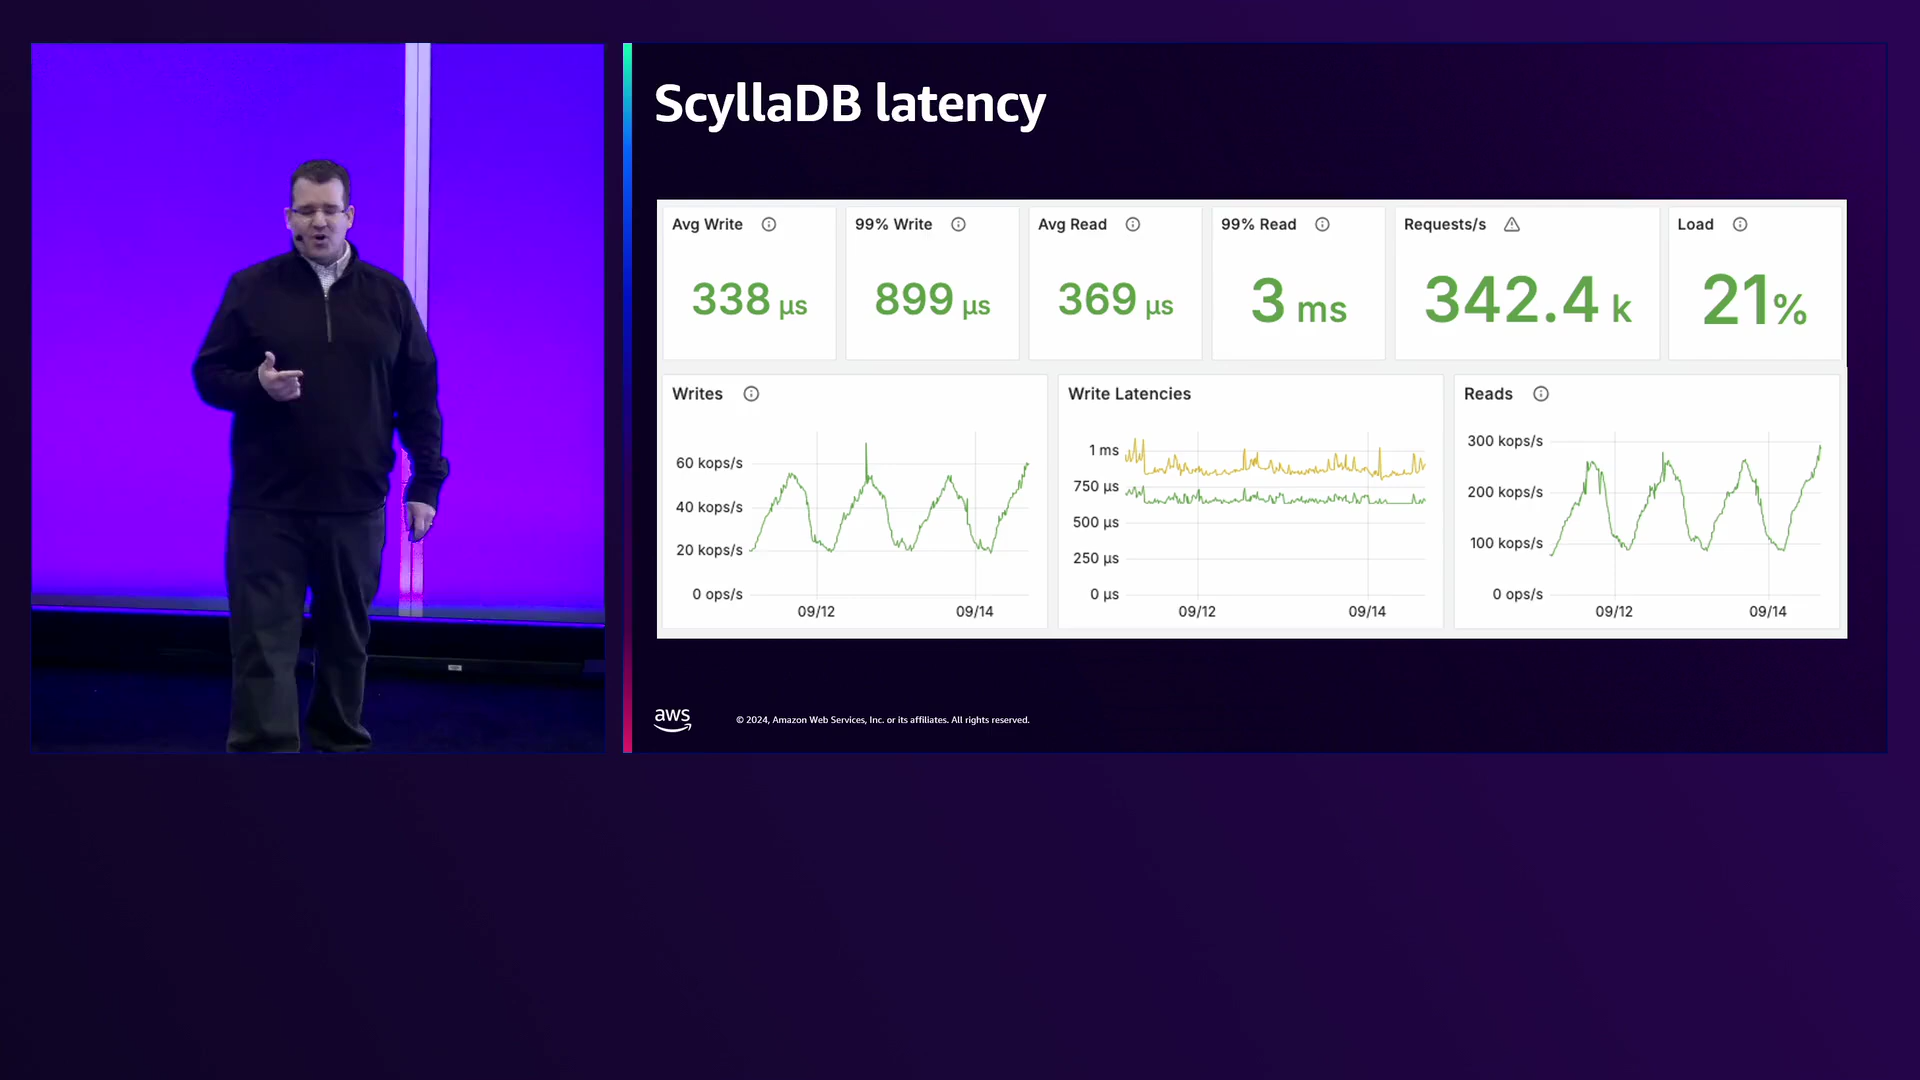 ScyllaDB latency
Avg Write
99% Write
Avg Read
99% Read
Requests/s
Load
338 µs
899 µs
369 µs
3 ms
342.4 k
21%
Writes
60 kops/s
40 kops/s
20 kops/s
0 ops/s
09/12
09/14
Write Latencies
1 ms
750 µs
500 µs
250 µs
0 µs
09/12
09/14
Reads
300 kops/s
200 kops/s
100 kops/s
0 ops/s
09/12
09/14
aws
© 2024, Amazon Web Services, Inc. or its affiliates. All rights reserved.